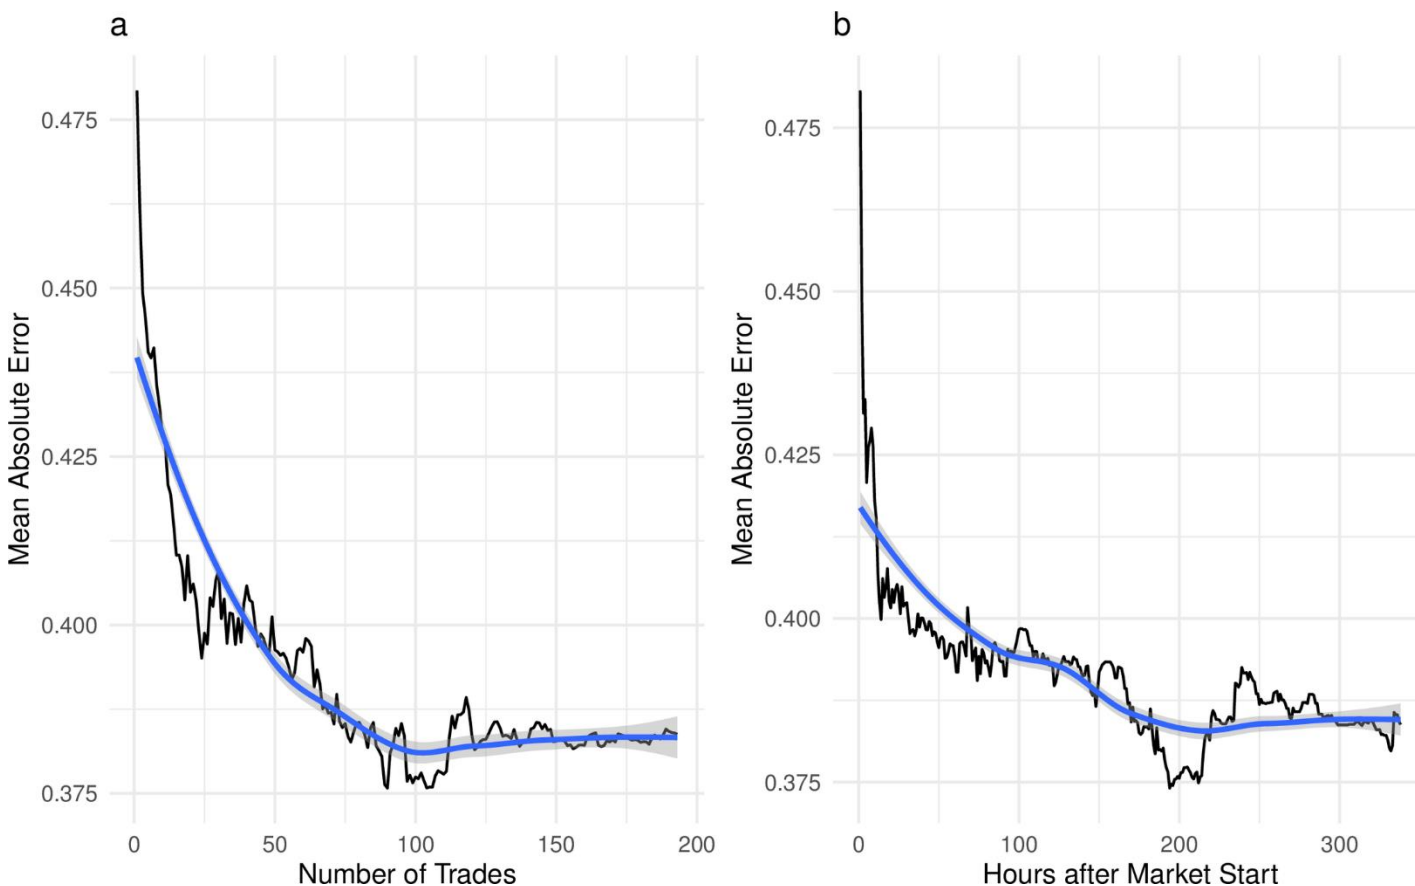 a
Mean Absolute Error
0.475
0.450
0.425
0.400
0.375
0 50 100 150 200
Number of Trades
b
Mean Absolute Error
0.475
0.450
0.425
0.400
0.375
0 100 200 300
Hours after Market Start